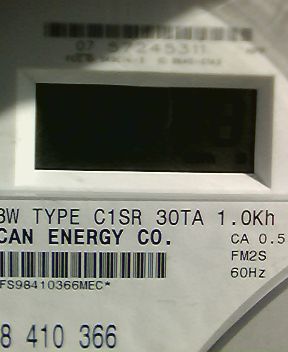 07 57245311
3W TYPE C1SR 30TA 1.0Kh
CAN ENERGY CO.
CA 0.5
FM2S
60Hz
FS98410366MEC*
8 410 366